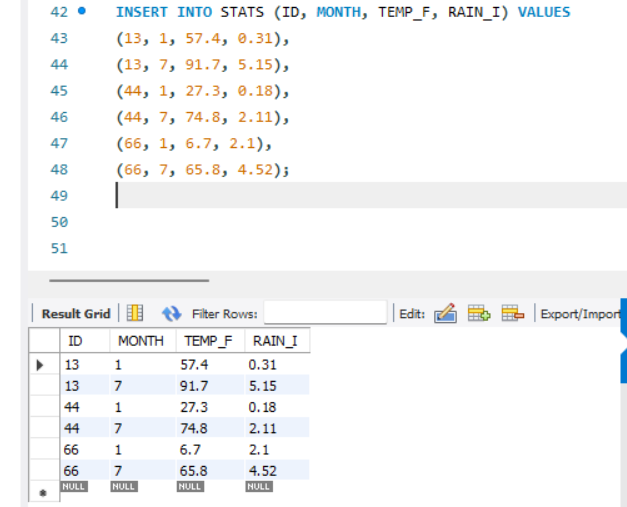 42 INSERT INTO STATS (ID, MONTH, TEMP_F, RAIN_I) VALUES
43 (13, 1, 57.4, 0.31),
44 (13, 7, 91.7, 5.15),
45 (44, 1, 27.3, 0.18),
46 (44, 7, 74.8, 2.11),
47 (66, 1, 6.7, 2.1),
48 (66, 7, 65.8, 4.52);
49
50
51
Result Grid Filter Rows: Edit: Export/Import
ID MONTH TEMP_F RAIN_I
13 1 57.4 0.31
13 7 91.7 5.15
44 1 27.3 0.18
44 7 74.8 2.11
66 1 6.7 2.1
66 7 65.8 4.52
NULL NULL NULL NULL